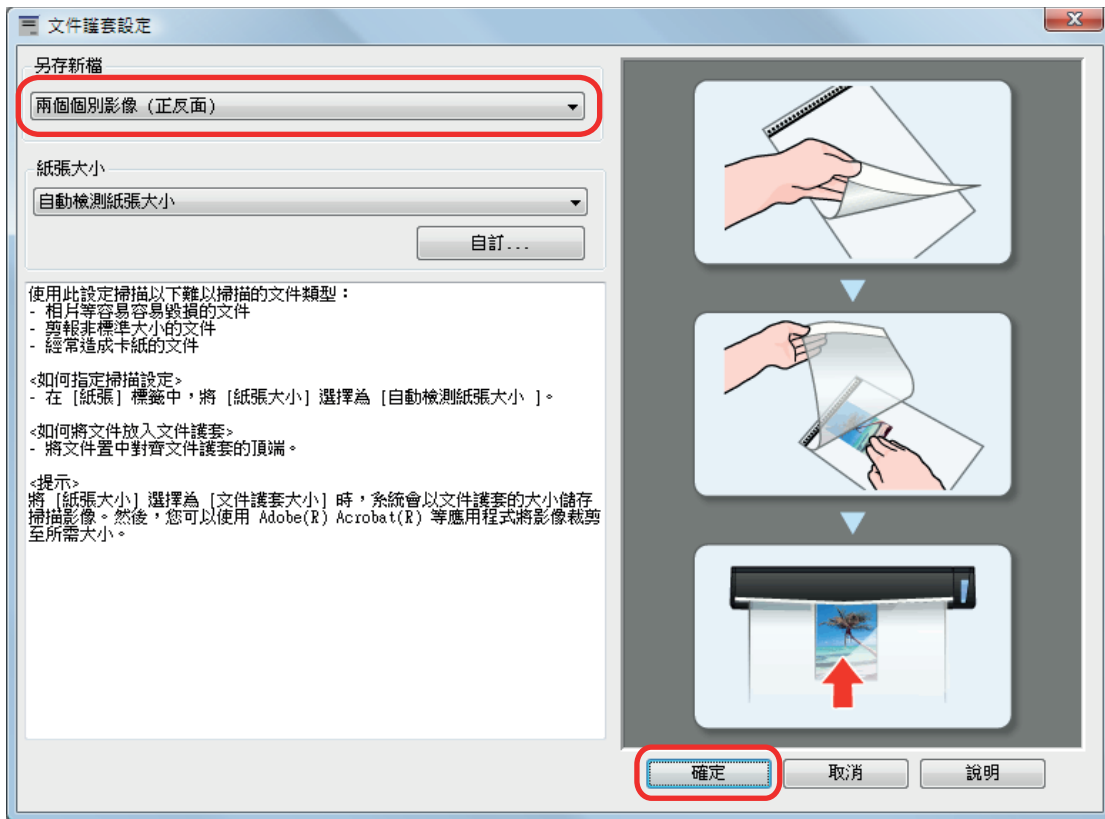 文件護套設定
另存新檔
兩個個別影像 (正反面)
紙張大小
自動檢測紙張大小
自訂...
使用此設定掃描以下難以掃描的文件類型：
- 相片等容易容易毀損的文件
- 剪報非標準大小的文件
- 經常造成卡紙的文件
<如何指定掃描設定>
- 在 [紙張] 標籤中，將 [紙張大小] 選擇為 [自動檢測紙張大小 ]。
<如何將文件放入文件護套>
- 將文件置中對齊文件護套的頂端。
<提示>
將 [紙張大小] 選擇為 [文件護套大小] 時，系統會以文件護套的大小儲存
掃描影像。然後，您可以使用 Adobe(R) Acrobat(R) 等應用程式將影像裁剪
至所需大小。
確定
取消
說明